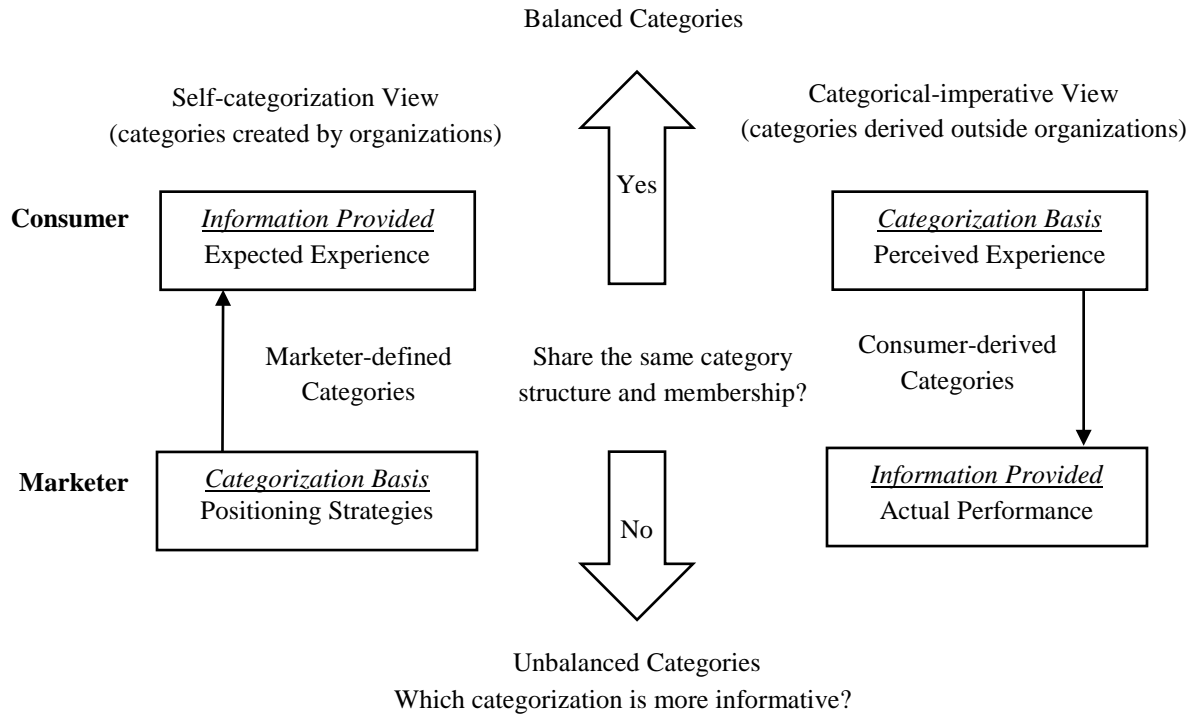 Balanced Categories
Self-categorization View
(categories created by organizations)
Categorical-imperative View
(categories derived outside organizations)
Yes
Consumer
Information Provided
Expected Experience
Categorization Basis
Perceived Experience
Marketer-defined
Categories
Share the same category
structure and membership?
Consumer-derived
Categories
Marketer
Categorization Basis
Positioning Strategies
Information Provided
Actual Performance
No
Unbalanced Categories
Which categorization is more informative?